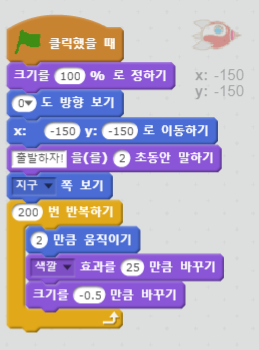 클릭했을 때
크기를 100 % 로 정하기
x: -150
y: -150
0▼ 도 방향 보기
x: -150 y: -150 로 이동하기
출발하자! 을(를) 2 초동안 말하기
지구 쪽 보기
200 번 반복하기
2 만큼 움직이기
색깔 효과를 25 만큼 바꾸기
크기를 -0.5 만큼 바꾸기